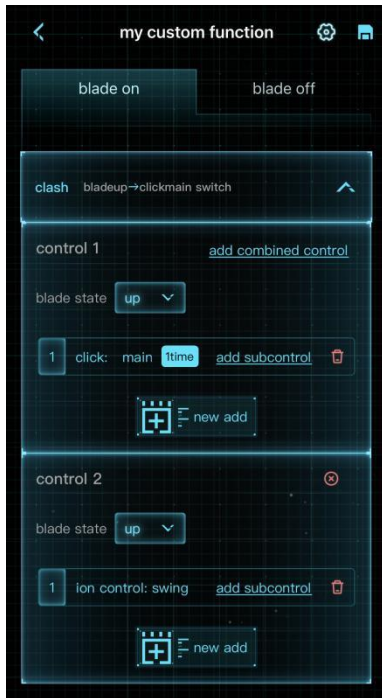 my custom function
blade on blade off
clash bladeup→clickmain switch
control 1 add combined control
blade state up
1 click: main 1time add subcontrol
new add
control 2
blade state up
1 ion control: swing add subcontrol
new add